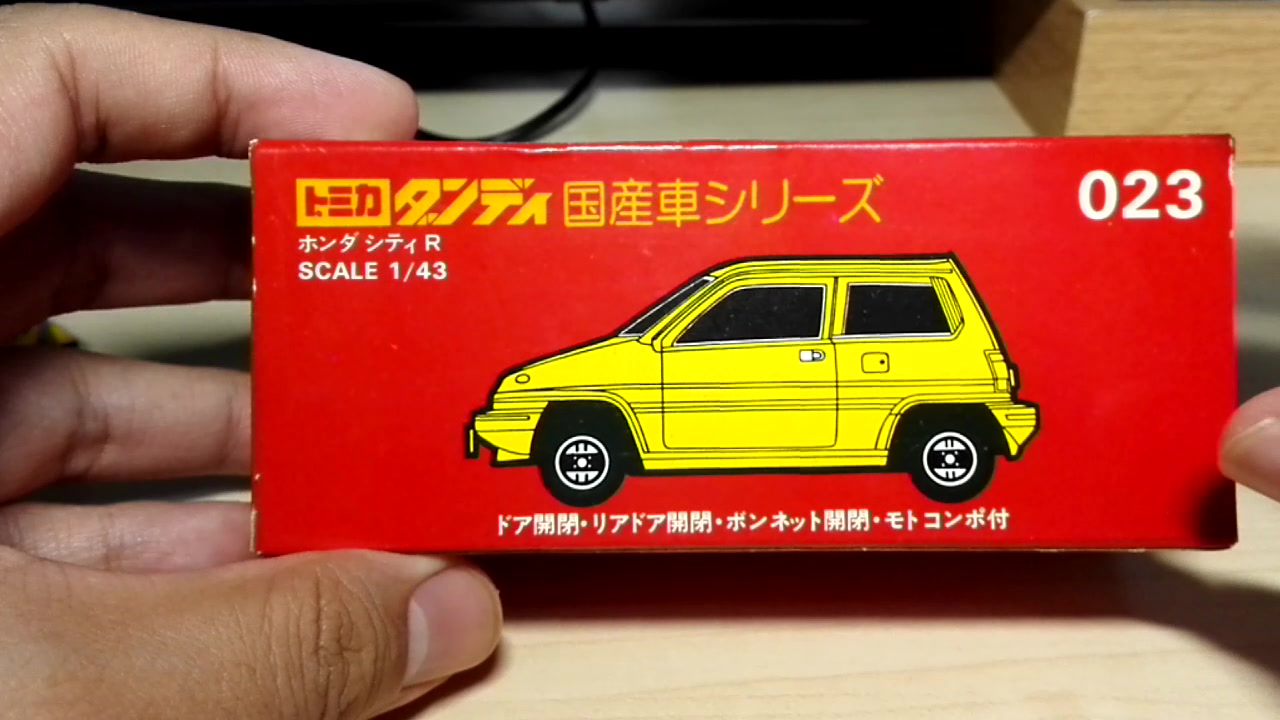 トミカ ダンディ 国産車シリーズ
023
ホンダ シティ R
SCALE 1/43
ドア開閉・リアドア開閉・ボンネット開閉・モトコンポ付